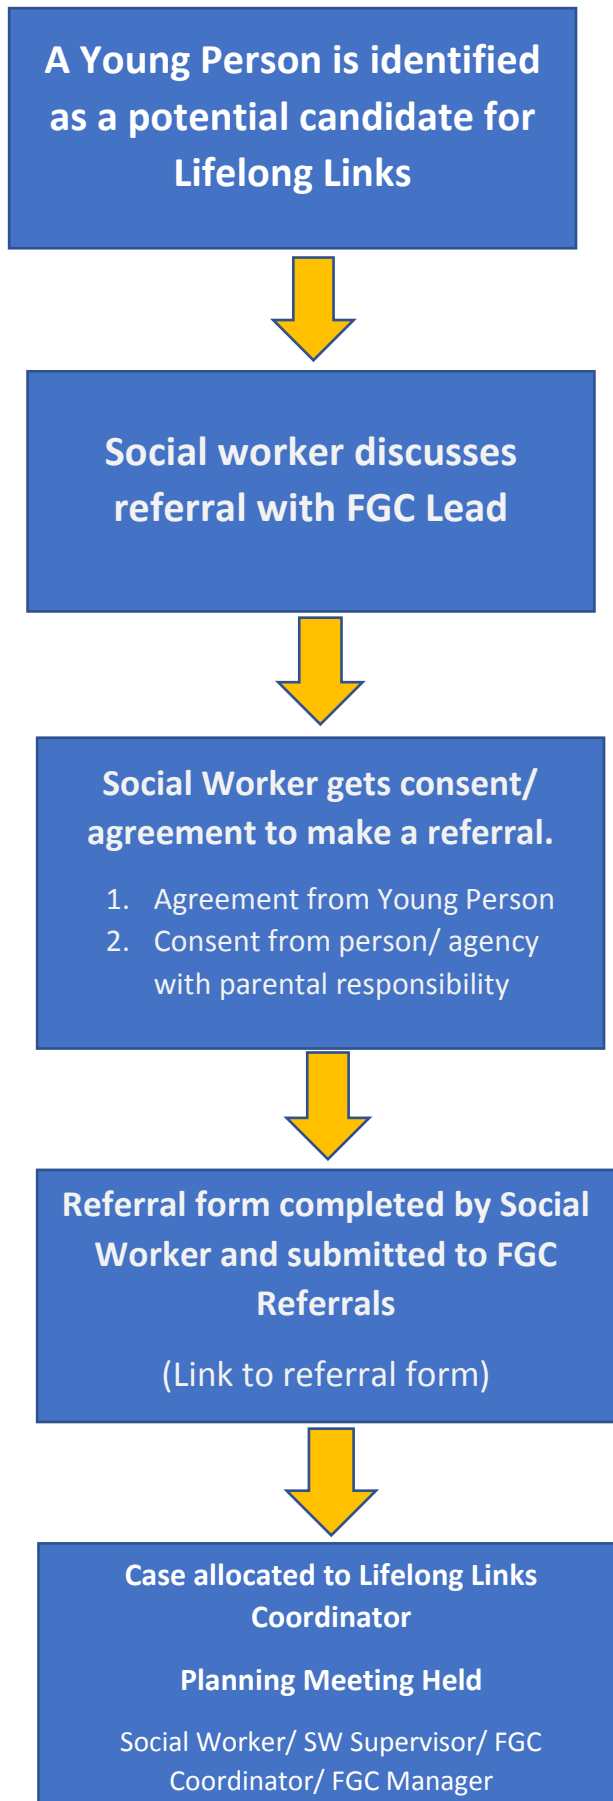 A Young Person is identified
as a potential candidate for
Lifelong Links
Social worker discusses
referral with FGC Lead
Social Worker gets consent/
agreement to make a referral.
1. Agreement from Young Person
2. Consent from person/ agency
with parental responsibility
Referral form completed by Social
Worker and submitted to FGC
Referrals
(Link to referral form)
Case allocated to Lifelong Links
Coordinator
Planning Meeting Held
Social Worker/ SW Supervisor/ FGC
Coordinator/ FGC Manager